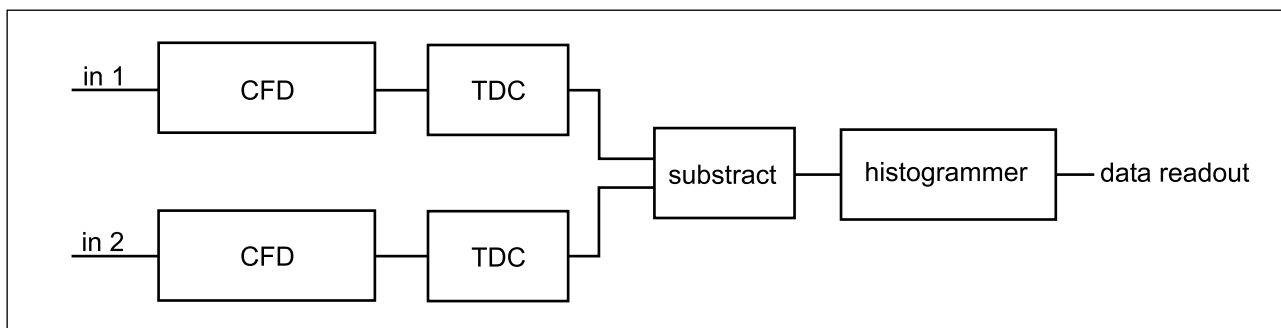 in 1
CFD
TDC
in 2
CFD
TDC
substract
histogrammer
data readout